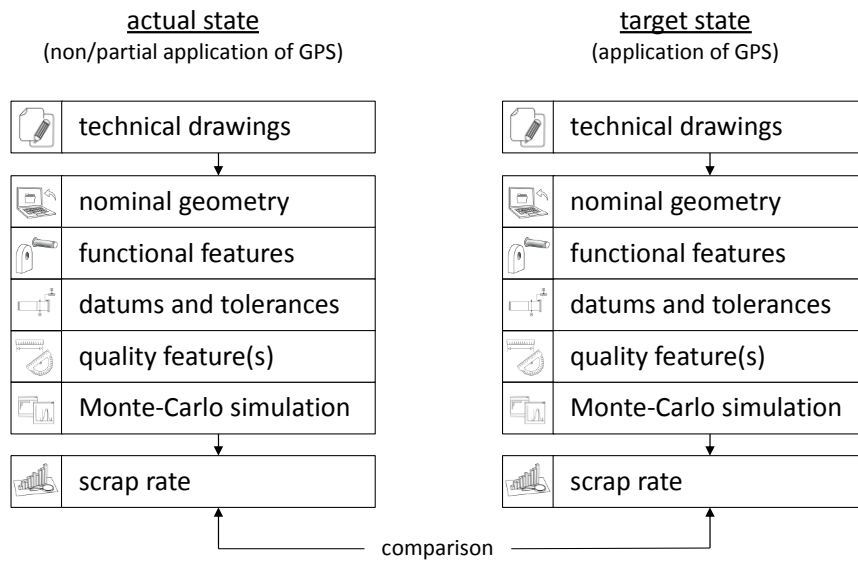 actual state
(non/partial application of GPS)
technical drawings
nominal geometry
functional features
datums and tolerances
quality feature(s)
Monte-Carlo simulation
scrap rate
target state
(application of GPS)
technical drawings
nominal geometry
functional features
datums and tolerances
quality feature(s)
Monte-Carlo simulation
scrap rate
comparison